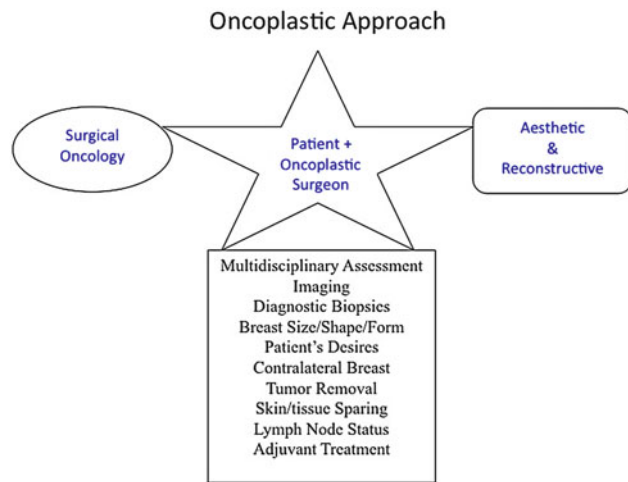 Oncoplastic Approach
Surgical
Oncology
Patient +
Oncoplastic
Surgeon
Aesthetic
&
Reconstructive
Multidisciplinary Assessment
Imaging
Diagnostic Biopsies
Breast Size/Shape/Form
Patient's Desires
Contralateral Breast
Tumor Removal
Skin/tissue Sparing
Lymph Node Status
Adjuvant Treatment